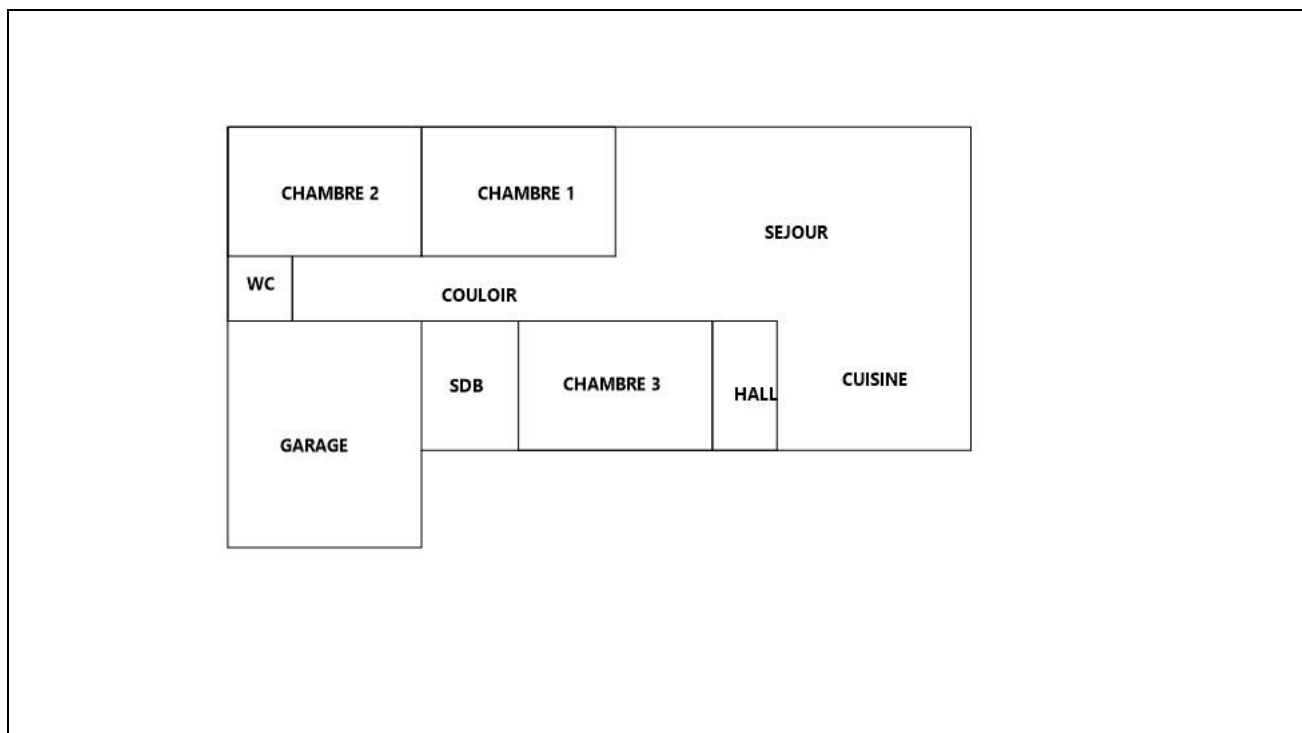 CHAMBRE 2
CHAMBRE 1
SEJOUR
WC
COULOIR
SDB
CHAMBRE 3
HALL
CUISINE
GARAGE